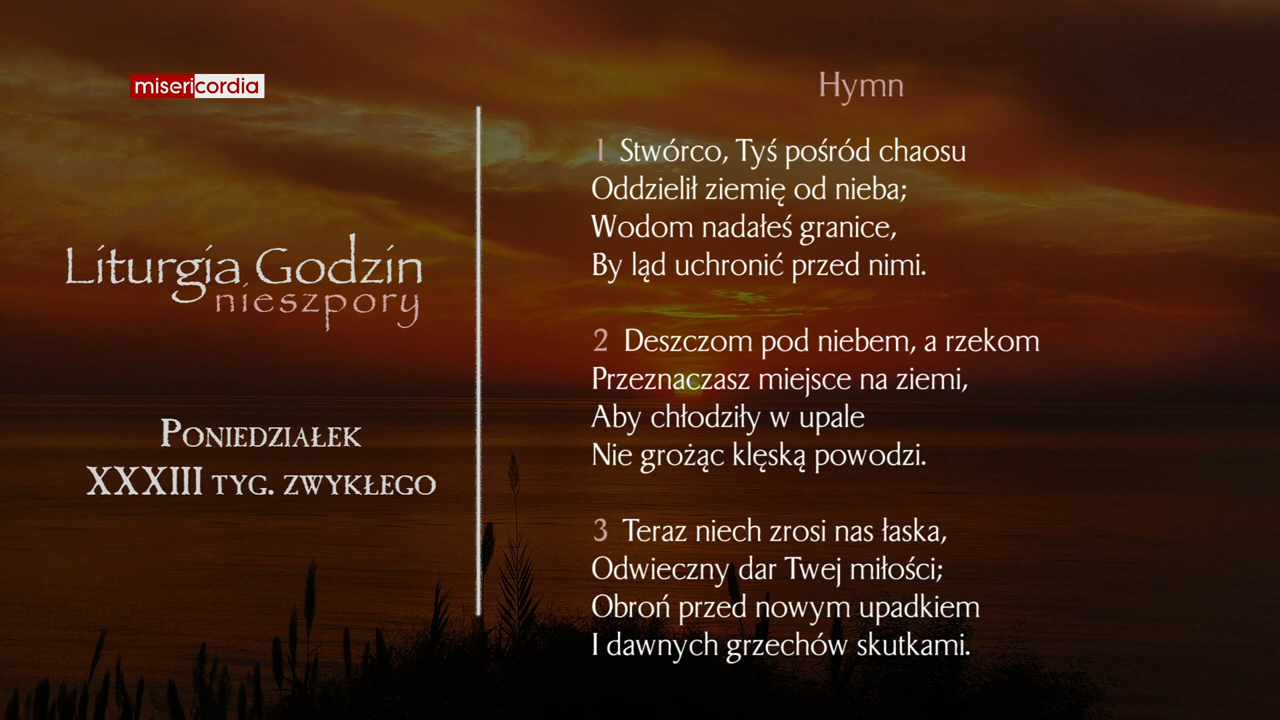 misericordia
Liturgia Godzin
nieszpory
Poniedziałek
XXXIII tyg. zwykłego
Hymn
1 Stwórco, Tyś pośród chaosu
Oddzielił ziemię od nieba;
Wodom nadałeś granice,
By ląd uchronić przed nimi.
2 Deszczom pod niebem, a rzekom
Przeznaczasz miejsce na ziemi,
Aby chłodziły w upale
Nie grożąc klęską powodzi.
3 Teraz niech zrosi nas łaska,
Odwieczny dar Twej miłości;
Obroń przed nowym upadkiem
I dawnych grzechów skutkami.